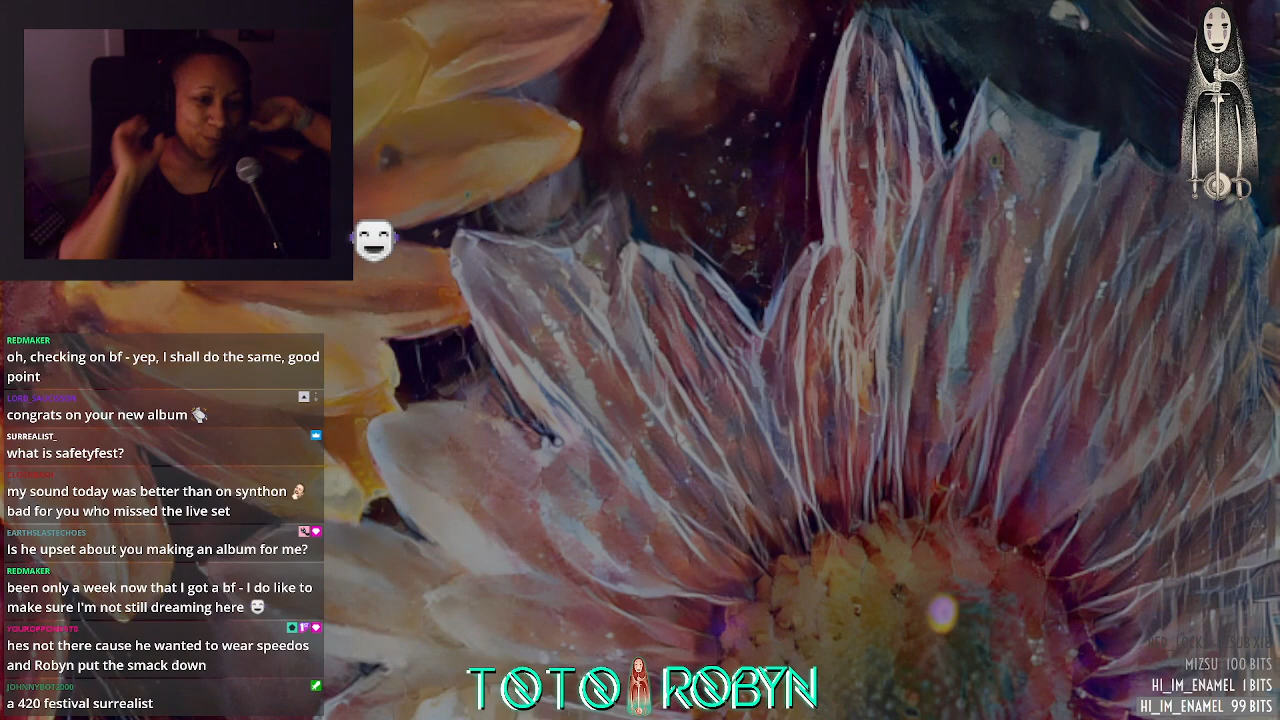 REDMAKER
oh, checking on bf - yep, I shall do the same, good
point
congrats on your new album
SURREALIST_
what is safetyfest?
my sound today was better than on synthon
bad for you who missed the live set
EARTHSLASTECHOES
Is he upset about you making an album for me?
REDMAKER
been only a week now that I got a bf - I do like to
make sure I'm not still dreaming here
hes not there cause he wanted to wear speedos
and Robyn put the smack down
JOHNNYBOT2000
a 420 festival surrealist
TOTO ROBYN
MIZSU 100 BITS
HI_IM_ENAMEL 1 BITS
HI_IM_ENAMEL 99 BITS